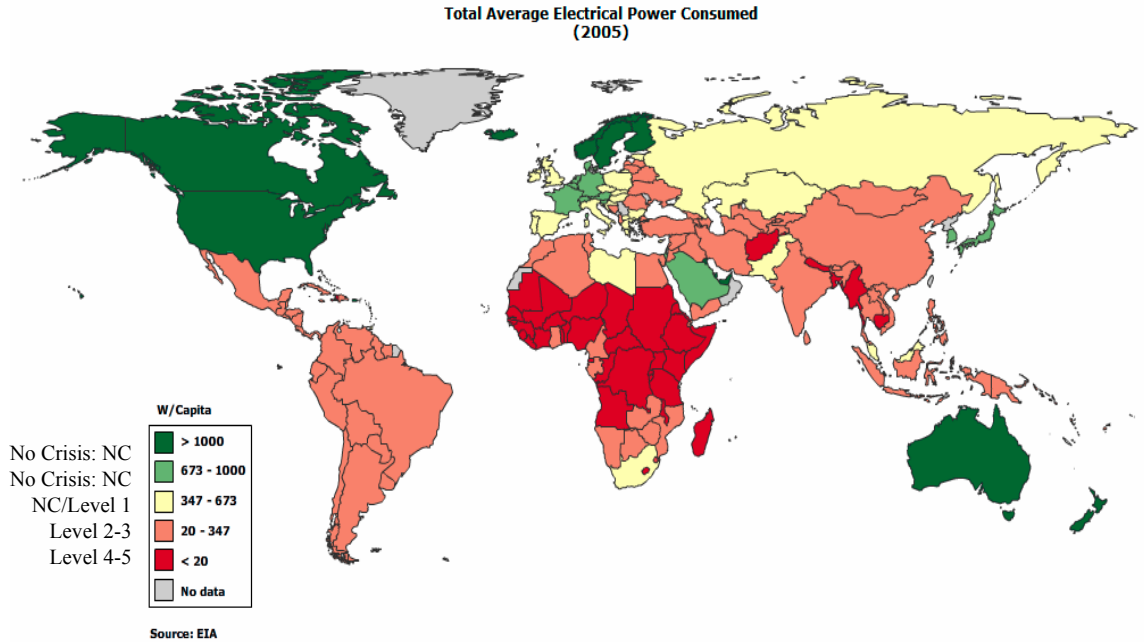 Total Average Electrical Power Consumed
(2005)
W/Capita
No Crisis: NC
> 1000
No Crisis: NC
673 - 1000
NC/Level 1
347 - 673
Level 2-3
20 - 347
Level 4-5
< 20
No data
Source: EIA